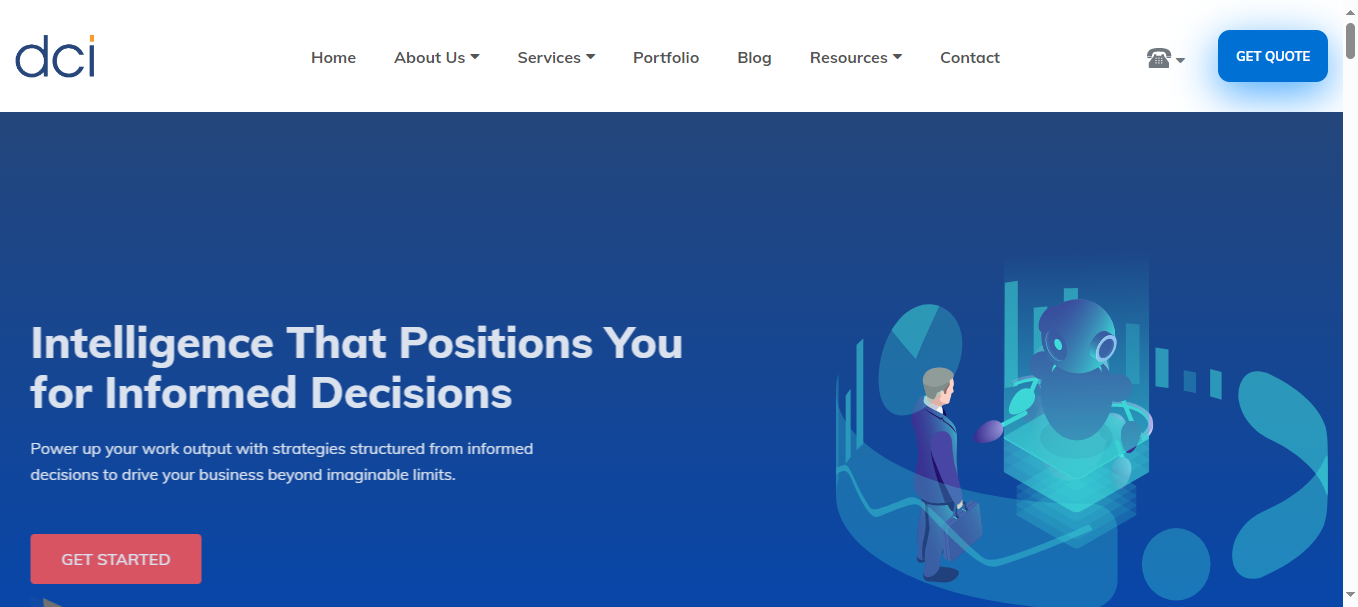 dci
Home
About Us
Services
Portfolio
Blog
Resources
Contact
GET QUOTE
Intelligence That Positions You
for Informed Decisions
Power up your work output with strategies structured from informed
decisions to drive your business beyond imaginable limits.
GET STARTED